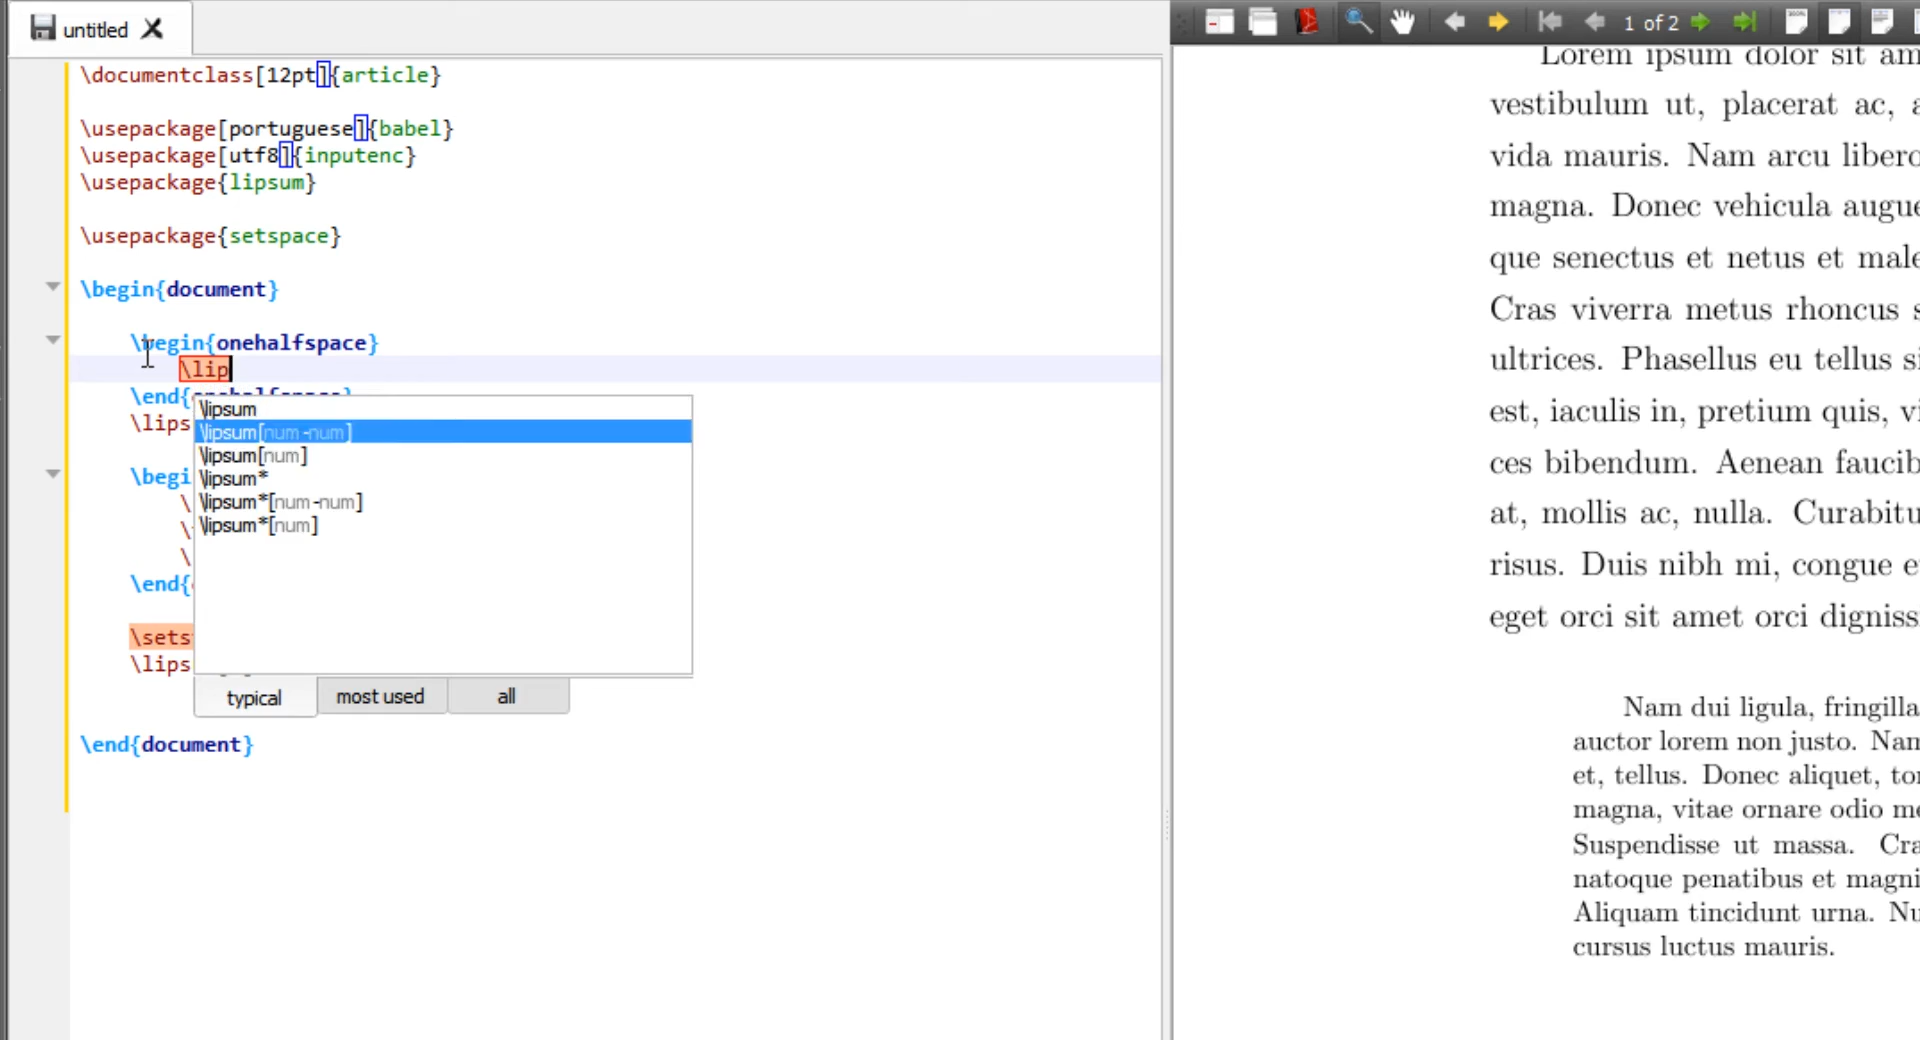 untitled
\documentclass[12pt]{article}
\usepackage[portuguese]{babel}
\usepackage[utf8]{inputenc}
\usepackage{lipsum}
\usepackage{setspace}
\begin{document}
\begin{onehalfspace}
\lip
\end{onehalfspace}
\lips
\lipsum
\lipsum[num-num]
\lipsum[num]
\lipsum*
\lipsum*[num-num]
\lipsum*[num]
\begi
\
\
\
\end{
\sets
\lips
typical
most used
all
\end{document}
1 of 2
Lorem ipsum dolor sit am
vestibulum ut, placerat ac, a
vida mauris. Nam arcu libero
magna. Donec vehicula augue
que senectus et netus et male
Cras viverra metus rhoncus s
ultrices. Phasellus eu tellus si
est, iaculis in, pretium quis, vi
ces bibendum. Aenean faucib
at, mollis ac, nulla. Curabitu
risus. Duis nibh mi, congue e
eget orci sit amet orci digniss
Nam dui ligula, fringilla
auctor lorem non justo. Nam
et, tellus. Donec aliquet, tor
magna, vitae ornare odio me
Suspendisse ut massa. Cra
natoque penatibus et magni
Aliquam tincidunt urna. Nu
cursus luctus mauris.